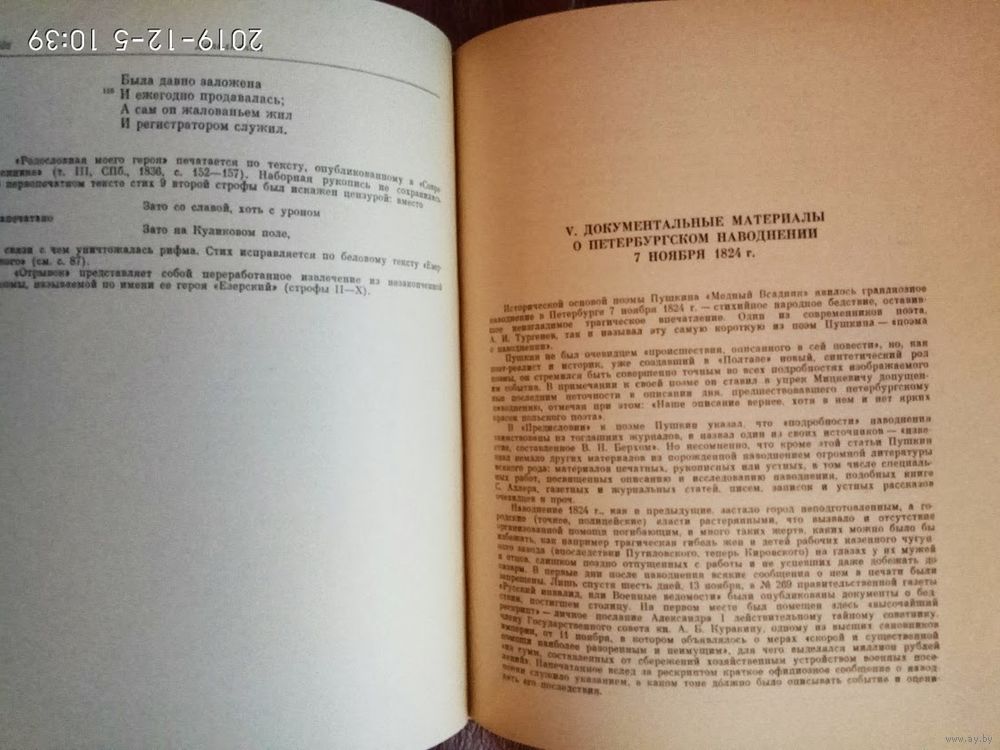 2019-12-5 10:39
Была давно заложена
И ежегодно продавалась;
А сам он жалованьем жил
И регистратором служил.
«Родословная моего героя» печатается по тексту, опубликованному в «Совре-
(т. III, СПб., 1836, с. 152—157). Наборная рукопись не сохранилась.
первопечатном тексте стих 9 второй строфы был искажен цензурой: вместо
Зато со славой, хоть с уроном
Зато на Куликовом поле,
связи с чем уничтожалась рифма. Стих исправляется по беловому тексту «Езер-
(см. с. 87).
«Отрывок» представляет собой переработанное извлечение из незаконченной
называемой по имени ее героя «Езерский» (строфы II—X).
V. ДОКУМЕНТАЛЬНЫЕ МАТЕРИАЛЫ
О ПЕТЕРБУРГСКОМ НАВОДНЕНИИ
7 НОЯБРЯ 1824 г.
Исторической основой поэмы Пушкина «Медный Всадник» явилось грандиозное
наводнение в Петербурге 7 ноября 1824 г. — стихийное народное бедствие, оставив-
шее неизгладимое трагическое впечатление. Один из современников поэта,
А. И. Тургенев, так и называл эту самую короткую из поэм Пушкина — «поэма
о наводнении».
Пушкин не был очевидцем «происшествия, описанного в сей повести», но, как
поэт-реалист и историк, уже создавший в «Полтаве» новый, синтетический род
поэмы, он стремился быть совершенно точным во всех подробностях изображаемого
им события. В примечании к своей поэме он ставил в упрек Мицкевичу допущен-
ные последним неточности в описании дня, предшествовавшего петербургскому
наводнению, отмечая при этом: «Наше описание вернее, хотя в нем и нет ярких
красок польского поэта».
В «Предисловии» к поэме Пушкин указал, что «подробности» наводнения
заимствованы из тогдашних журналов, и назвал один из своих источников — «изве-
стие, составленное В. Н. Берхом». Но несомненно, что кроме этой статьи Пушкин
знал немало других материалов из порожденной наводнением огромной литературы
всякого рода: материалов печатных, рукописных или устных, в том числе специаль-
ных работ, посвященных описанию и исследованию наводнения, подобных книге
С. Аллера, газетных и журнальных статей, писем, записок и устных рассказов
очевидцев и проч.
Наводнение 1824 г., как и предыдущие, застало город неподготовленным, а го-
родские (точнее, полицейские) власти растерянными, что вызвало и отсутствие
организованной помощи погибающим, и много таких жертв, каких можно было бы
избежать, как например трагическая гибель жен и детей рабочих казенного чугун-
ного завода (впоследствии Путиловского, теперь Кировского) на глазах у их мужей
и отцов, слишком поздно отпущенных с работы и не успевших даже добежать до
казарм. В первые дни после наводнения всякие сообщения о нем в печати были
запрещены. Лишь спустя шесть дней, 13 ноября, в № 269 правительственной газеты
«Русский инвалид, или Военные ведомости» были опубликованы документы о бед-
ствии, постигшем столицу. На первом месте был помещен здесь «высочайший
рескрипт» — личное послание Александра I действительному тайному советнику,
члену Государственного совета кн. А. Б. Куракину, одному из высших сановников
империи, от 11 ноября, в котором объявлялось о мерах «скорой и существенной
помощи наиболее разоренным и неимущим», для чего выделялся миллион рублей
«из сумм, составленных от сбережений хозяйственным устройством военных посе-
лений». Напечатанное вслед за рескриптом краткое официозное сообщение о навод-
нении служило указанием, в каком тоне должно было описывать событие и оцени-
вать его последствия.
www.ay.by